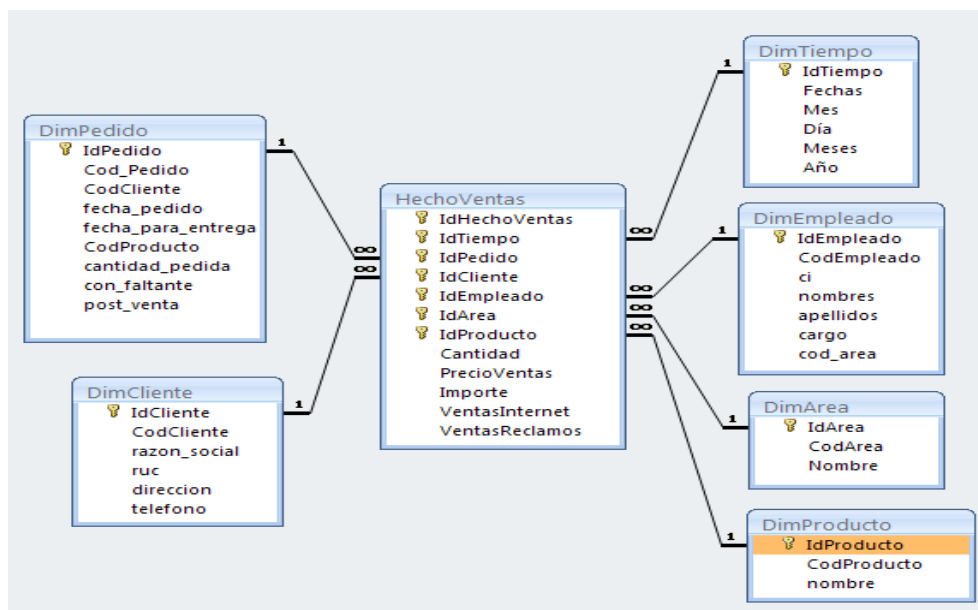 DimPedido
IdPedido
Cod_Pedido
CodCliente
fecha_pedido
fecha_para_entrega
CodProducto
cantidad_pedida
con_faltante
post_venta
1
∞
DimCliente
IdCliente
CodCliente
razon_social
ruc
direccion
telefono
1
∞
HechoVentas
IdHechoVentas
IdTiempo
IdPedido
IdCliente
IdEmpleado
IdArea
IdProducto
Cantidad
PrecioVentas
Importe
VentasInternet
VentasReclamos
∞
∞
∞
∞
1
DimTiempo
IdTiempo
Fechas
Mes
Día
Meses
Año
1
DimEmpleado
IdEmpleado
CodEmpleado
ci
nombres
apellidos
cargo
cod_area
1
DimArea
IdArea
CodArea
Nombre
1
DimProducto
IdProducto
CodProducto
nombre